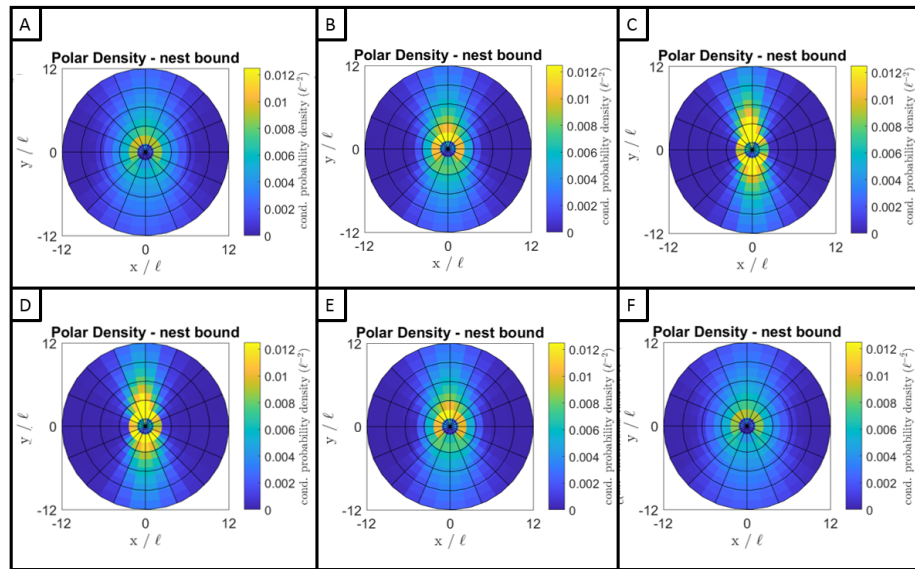 A
Polar Density - nest bound
12
0
-12
y / ℓ
-12 0 12
x / ℓ
0.012
0.01
0.008
0.006
0.004
0.002
0
cond. probability density (ℓ⁻²)
B
Polar Density - nest bound
12
0
-12
y / ℓ
-12 0 12
x / ℓ
0.012
0.01
0.008
0.006
0.004
0.002
0
cond. probability density (ℓ⁻²)
C
Polar Density - nest bound
12
0
-12
y / ℓ
-12 0 12
x / ℓ
0.012
0.01
0.008
0.006
0.004
0.002
0
cond. probability density (ℓ⁻²)
D
Polar Density - nest bound
12
0
-12
y / ℓ
-12 0 12
x / ℓ
0.012
0.01
0.008
0.006
0.004
0.002
0
cond. probability density (ℓ⁻²)
E
Polar Density - nest bound
12
0
-12
y / ℓ
-12 0 12
x / ℓ
0.012
0.01
0.008
0.006
0.004
0.002
0
cond. probability density (ℓ⁻²)
F
Polar Density - nest bound
12
0
-12
y / ℓ
-12 0 12
x / ℓ
0.012
0.01
0.008
0.006
0.004
0.002
0
cond. probability density (ℓ⁻²)